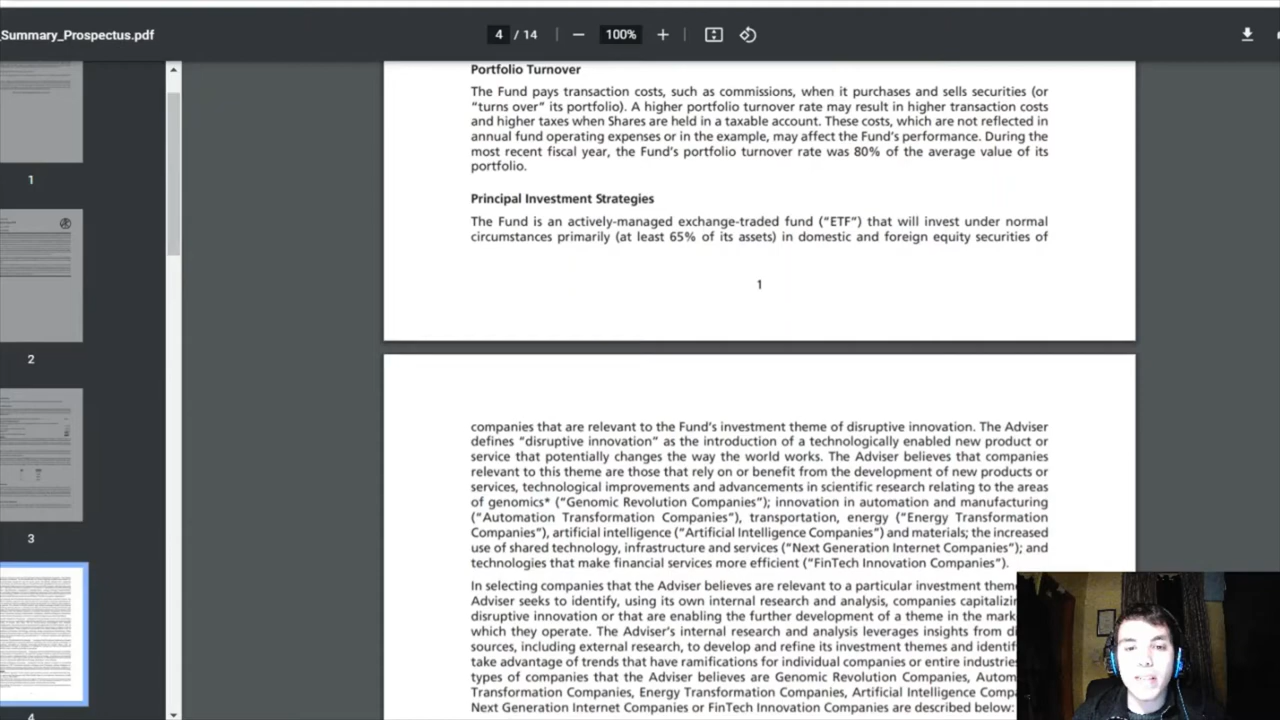 _Summary_Prospectus.pdf
4 / 14
100%
1
2
3
4
Portfolio Turnover
The Fund pays transaction costs, such as commissions, when it purchases and sells securities (or
“turns over” its portfolio). A higher portfolio turnover rate may result in higher transaction costs
and higher taxes when Shares are held in a taxable account. These costs, which are not reflected in
annual fund operating expenses or in the example, may affect the Fund’s performance. During the
most recent fiscal year, the Fund’s portfolio turnover rate was 80% of the average value of its
portfolio.
Principal Investment Strategies
The Fund is an actively-managed exchange-traded fund (“ETF”) that will invest under normal
circumstances primarily (at least 65% of its assets) in domestic and foreign equity securities of
1
companies that are relevant to the Fund’s investment theme of disruptive innovation. The Adviser
defines “disruptive innovation” as the introduction of a technologically enabled new product or
service that potentially changes the way the world works. The Adviser believes that companies
relevant to this theme are those that rely on or benefit from the development of new products or
services, technological improvements and advancements in scientific research relating to the areas
of genomics* (“Genomic Revolution Companies”); innovation in automation and manufacturing
(“Automation Transformation Companies”), transportation, energy (“Energy Transformation
Companies”), artificial intelligence (“Artificial Intelligence Companies”) and materials; the increased
use of shared technology, infrastructure and services (“Next Generation Internet Companies”); and
technologies that make financial services more efficient (“FinTech Innovation Companies”).
In selecting companies that the Adviser believes are relevant to a particular investment them
Adviser seeks to identify, using its own internal research and analysis, companies capitalizin
disruptive innovation or that are enabling the further development of a theme in the mark
which they operate. The Adviser’s internal research and analysis leverages insights from di
sources, including external research, to develop and refine its investment themes and identif
take advantage of trends that have ramifications for individual companies or entire industries
types of companies that the Adviser believes are Genomic Revolution Companies, Autom
Transformation Companies, Energy Transformation Companies, Artificial Intelligence Comp
Next Generation Internet Companies or FinTech Innovation Companies are described below: